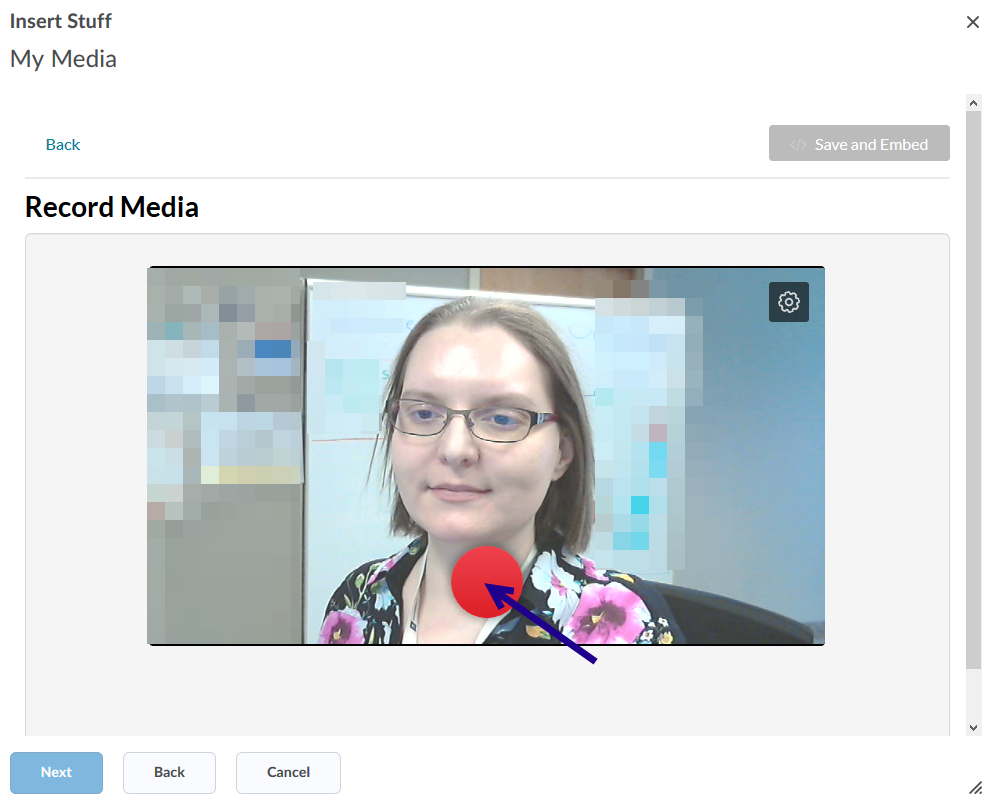 Insert Stuff
My Media
Back
</> Save and Embed
Record Media
Next
Back
Cancel